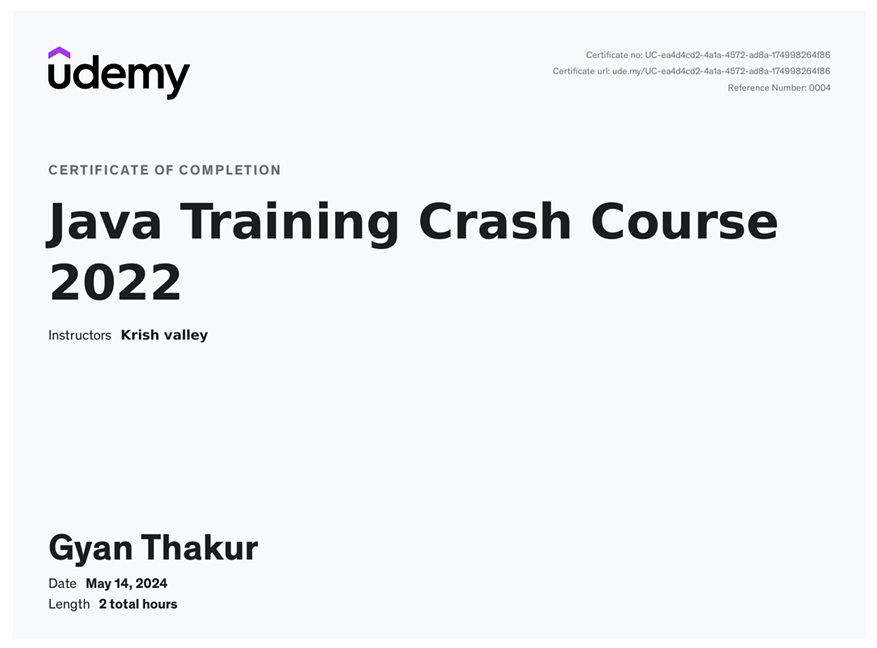 udemy
Certificate no: UC-ea4d4cd2-4a1a-4572-ad8a-174998264f86
Certificate url: ude.my/UC-ea4d4cd2-4a1a-4572-ad8a-174998264f86
Reference Number: 0004
CERTIFICATE OF COMPLETION
Java Training Crash Course
2022
Instructors Krish valley
Gyan Thakur
Date May 14, 2024
Length 2 total hours